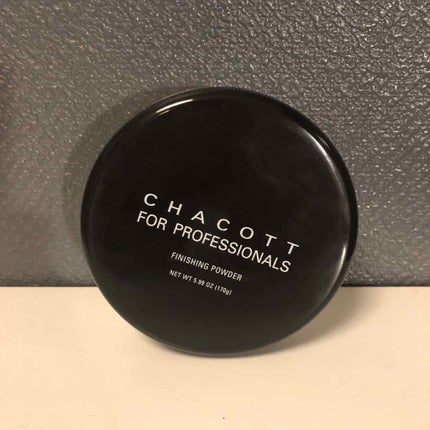 CHACOTT
FOR PROFESSIONALS
FINISHING POWDER
NET WT 5.99 OZ (170g)